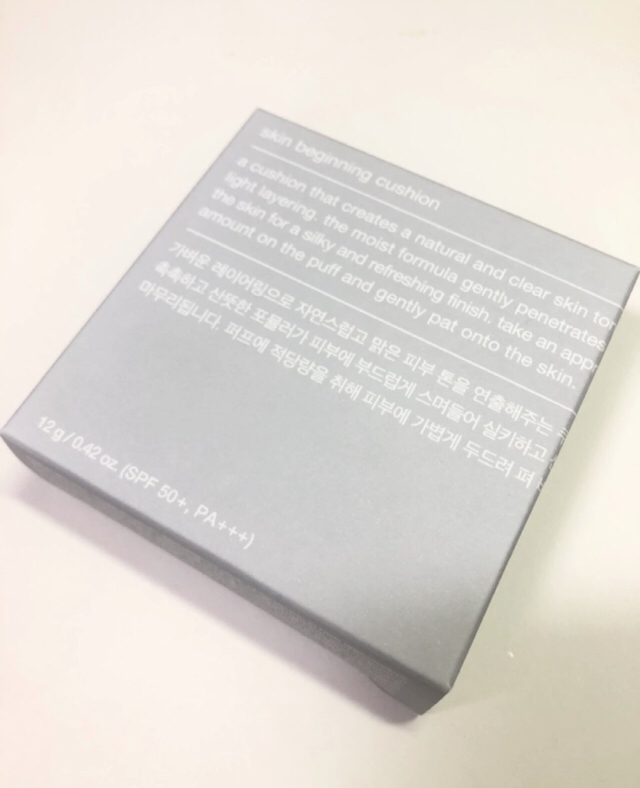 skin beginning cushion
a cushion that creates a natural and clear skin
light layering. the moist formula gently penetrates
the skin for a silky and refreshing finish. take an
amount on the puff and gently pat onto the skin.
가벼운 레이어링으로 자연스럽고 맑은 피부 톤을 연출해주는
촉촉하고 산뜻한 포뮬러가 피부에 부드럽게 스며들어 실키하고
마무리됩니다. 퍼프에 적당량을 취해 피부에 가볍게 두드려 펴
12g / 0.42 oz. (SPF 50+, PA+++)